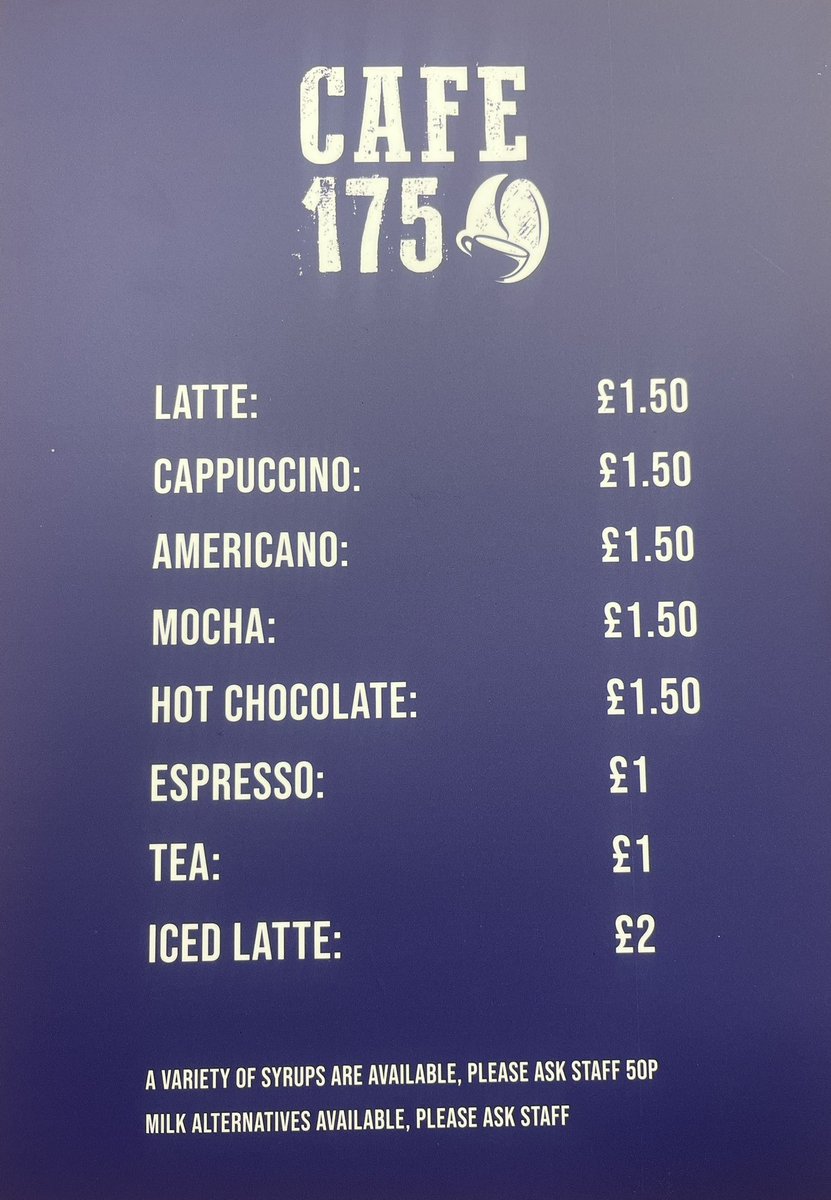 CAFE
175
LATTE: £1.50
CAPPUCCINO: £1.50
AMERICANO: £1.50
MOCHA: £1.50
HOT CHOCOLATE: £1.50
ESPRESSO: £1
TEA: £1
ICED LATTE: £2
A VARIETY OF SYRUPS ARE AVAILABLE, PLEASE ASK STAFF 50P
MILK ALTERNATIVES AVAILABLE, PLEASE ASK STAFF